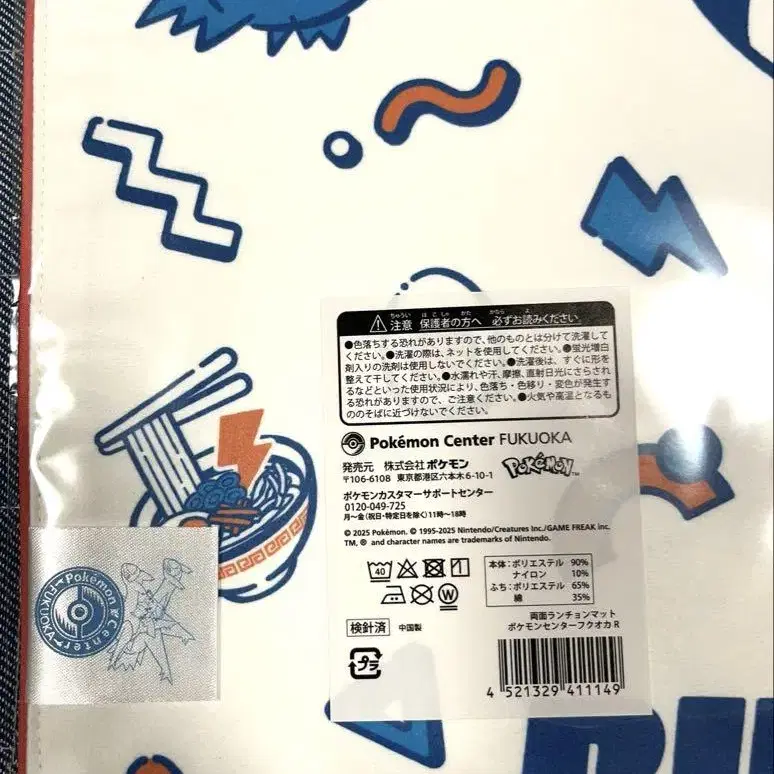 ちゅうい ほごしゃ かた かなら よ
注意 保護者の方へ 必ずお読みください。
●色落ちする恐れがありますので、他のものとは分けて洗濯して
ください。●洗濯の際は、ネットを使用してください。●蛍光増白
剤入りの洗剤は使用しないでください。●洗濯後は、すぐに形を
整えて干してください。●水濡れや汗、摩擦、直射日光にさらされ
るなどといった使用状況により、色落ち・色移り・変色が発生す
る恐れがありますので、ご注意ください。●火気や高温となるも
ののそばに近づけないでください。
Pokémon Center FUKUOKA
発売元 株式会社ポケモン
〒106-6108 東京都港区六本木6-10-1
POKÉMON™
ポケモンカスタマーサポートセンター
0120-049-725
月〜金(祝日・特定日を除く)11時〜18時
© 2025 Pokémon. © 1995-2025 Nintendo/Creatures Inc./GAME FREAK inc.
TM, ® and character names are trademarks of Nintendo.
40
W
本体:ポリエステル 90%
ナイロン 10%
ふち:ポリエステル 65%
綿 35%
検針済 中国製
両面ランチョンマット
ポケモンセンターフクオカ R
プラ
4 521329 411149
Pokémon Center
FUKUOKA